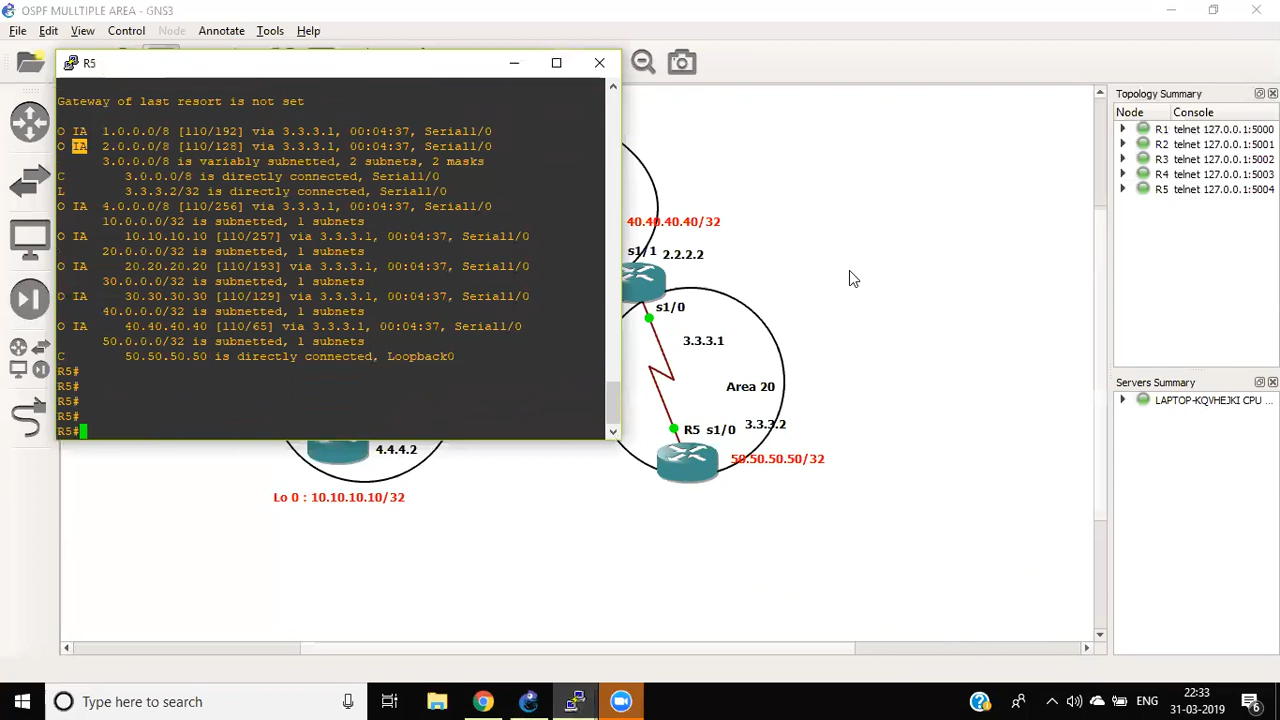 OSPF MULLTIPLE AREA - GNS3
File Edit View Control Node Annotate Tools Help
R5
Gateway of last resort is not set
O IA 1.0.0.0/8 [110/192] via 3.3.3.1, 00:04:37, Serial1/0
O IA 2.0.0.0/8 [110/128] via 3.3.3.1, 00:04:37, Serial1/0
3.0.0.0/8 is variably subnetted, 2 subnets, 2 masks
C 3.0.0.0/8 is directly connected, Serial1/0
L 3.3.3.2/32 is directly connected, Serial1/0
O IA 4.0.0.0/8 [110/256] via 3.3.3.1, 00:04:37, Serial1/0
10.0.0.0/32 is subnetted, 1 subnets
O IA 10.10.10.10 [110/257] via 3.3.3.1, 00:04:37, Serial1/0
20.0.0.0/32 is subnetted, 1 subnets
O IA 20.20.20.20 [110/193] via 3.3.3.1, 00:04:37, Serial1/0
30.0.0.0/32 is subnetted, 1 subnets
O IA 30.30.30.30 [110/129] via 3.3.3.1, 00:04:37, Serial1/0
40.0.0.0/32 is subnetted, 1 subnets
O IA 40.40.40.40 [110/65] via 3.3.3.1, 00:04:37, Serial1/0
50.0.0.0/32 is subnetted, 1 subnets
C 50.50.50.50 is directly connected, Loopback0
R5#
R5#
R5#
R5#
R5#
40.40.40.40/32
s1/1 2.2.2.2
s1/0
3.3.3.1
Area 20
R5 s1/0 3.3.3.2
50.50.50.50/32
4.4.4.2
Lo 0 : 10.10.10.10/32
Topology Summary
Node Console
R1 telnet 127.0.0.1:5000
R2 telnet 127.0.0.1:5001
R3 telnet 127.0.0.1:5002
R4 telnet 127.0.0.1:5003
R5 telnet 127.0.0.1:5004
Servers Summary
LAPTOP-KQVHEJKI CPU ...
Type here to search
ENG
22:33
31-03-2019
6